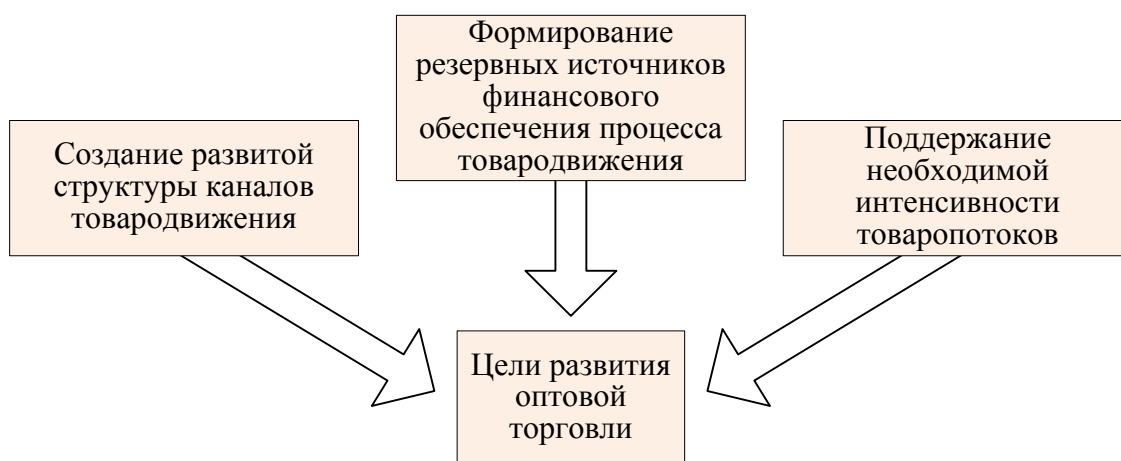 Создание развитой
структуры каналов
товародвижения
Формирование
резервных источников
финансового
обеспечения процесса
товародвижения
Поддержание
необходимой
интенсивности
товаропотоков
Цели развития
оптовой
торговли